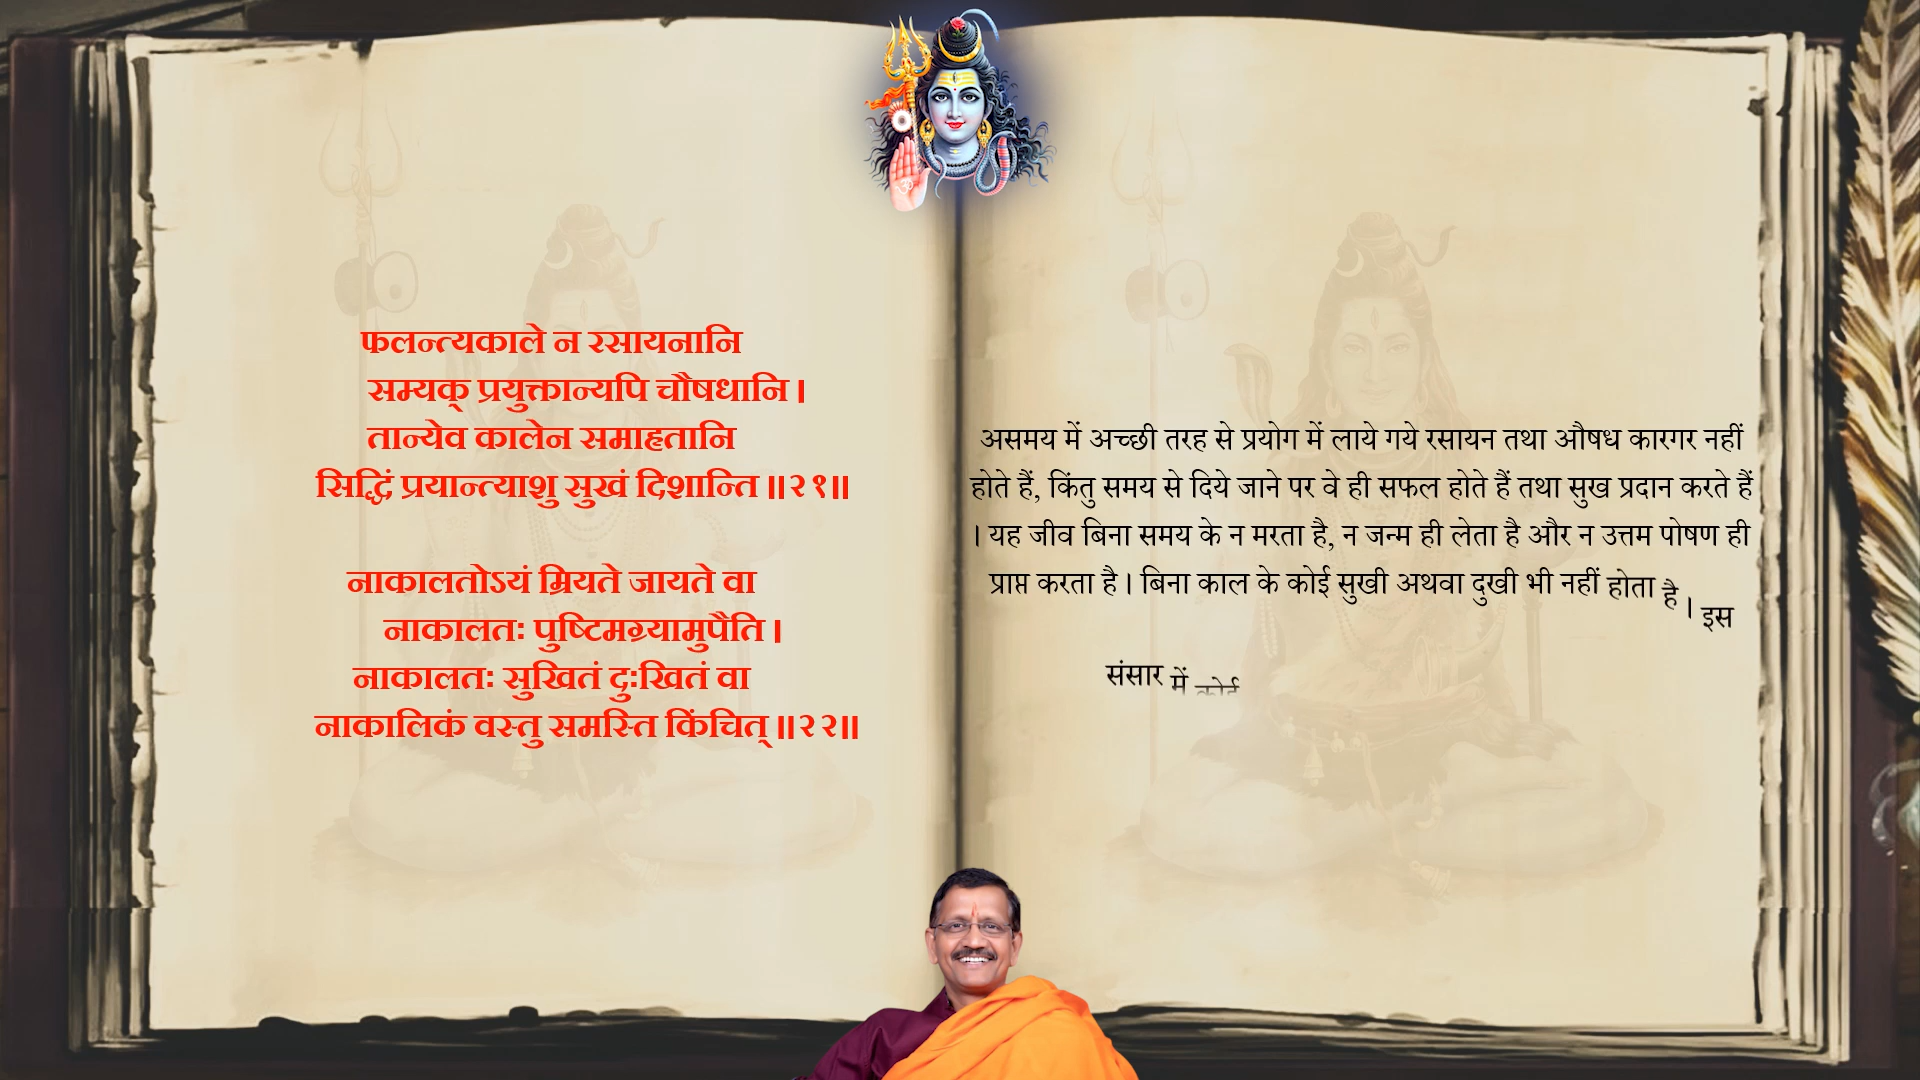 फलन्त्यकाले न रसायनानि
सम्यक् प्रयुक्तान्यपि चौषधानि ।
तान्येव कालेन समाहृतानि
सिद्धिं प्रयान्त्याशु सुखं दिशान्ति ॥२१॥
नाकालतोऽयं म्रियते जायते वा
नाकालतः पुष्टिमग्र्यामुपैति ।
नाकालतः सुखितं दुःखितं वा
नाकालिकं वस्तु समस्ति किंचित् ॥२२॥
असमय में अच्छी तरह से प्रयोग में लाये गये रसायन तथा औषध कारगर नहीं
होते हैं, किंतु समय से दिये जाने पर वे ही सफल होते हैं तथा सुख प्रदान करते हैं
। यह जीव बिना समय के न मरता है, न जन्म ही लेता है और न उत्तम पोषण ही
प्राप्त करता है । बिना काल के कोई सुखी अथवा दुखी भी नहीं होता है । इस
संसार में